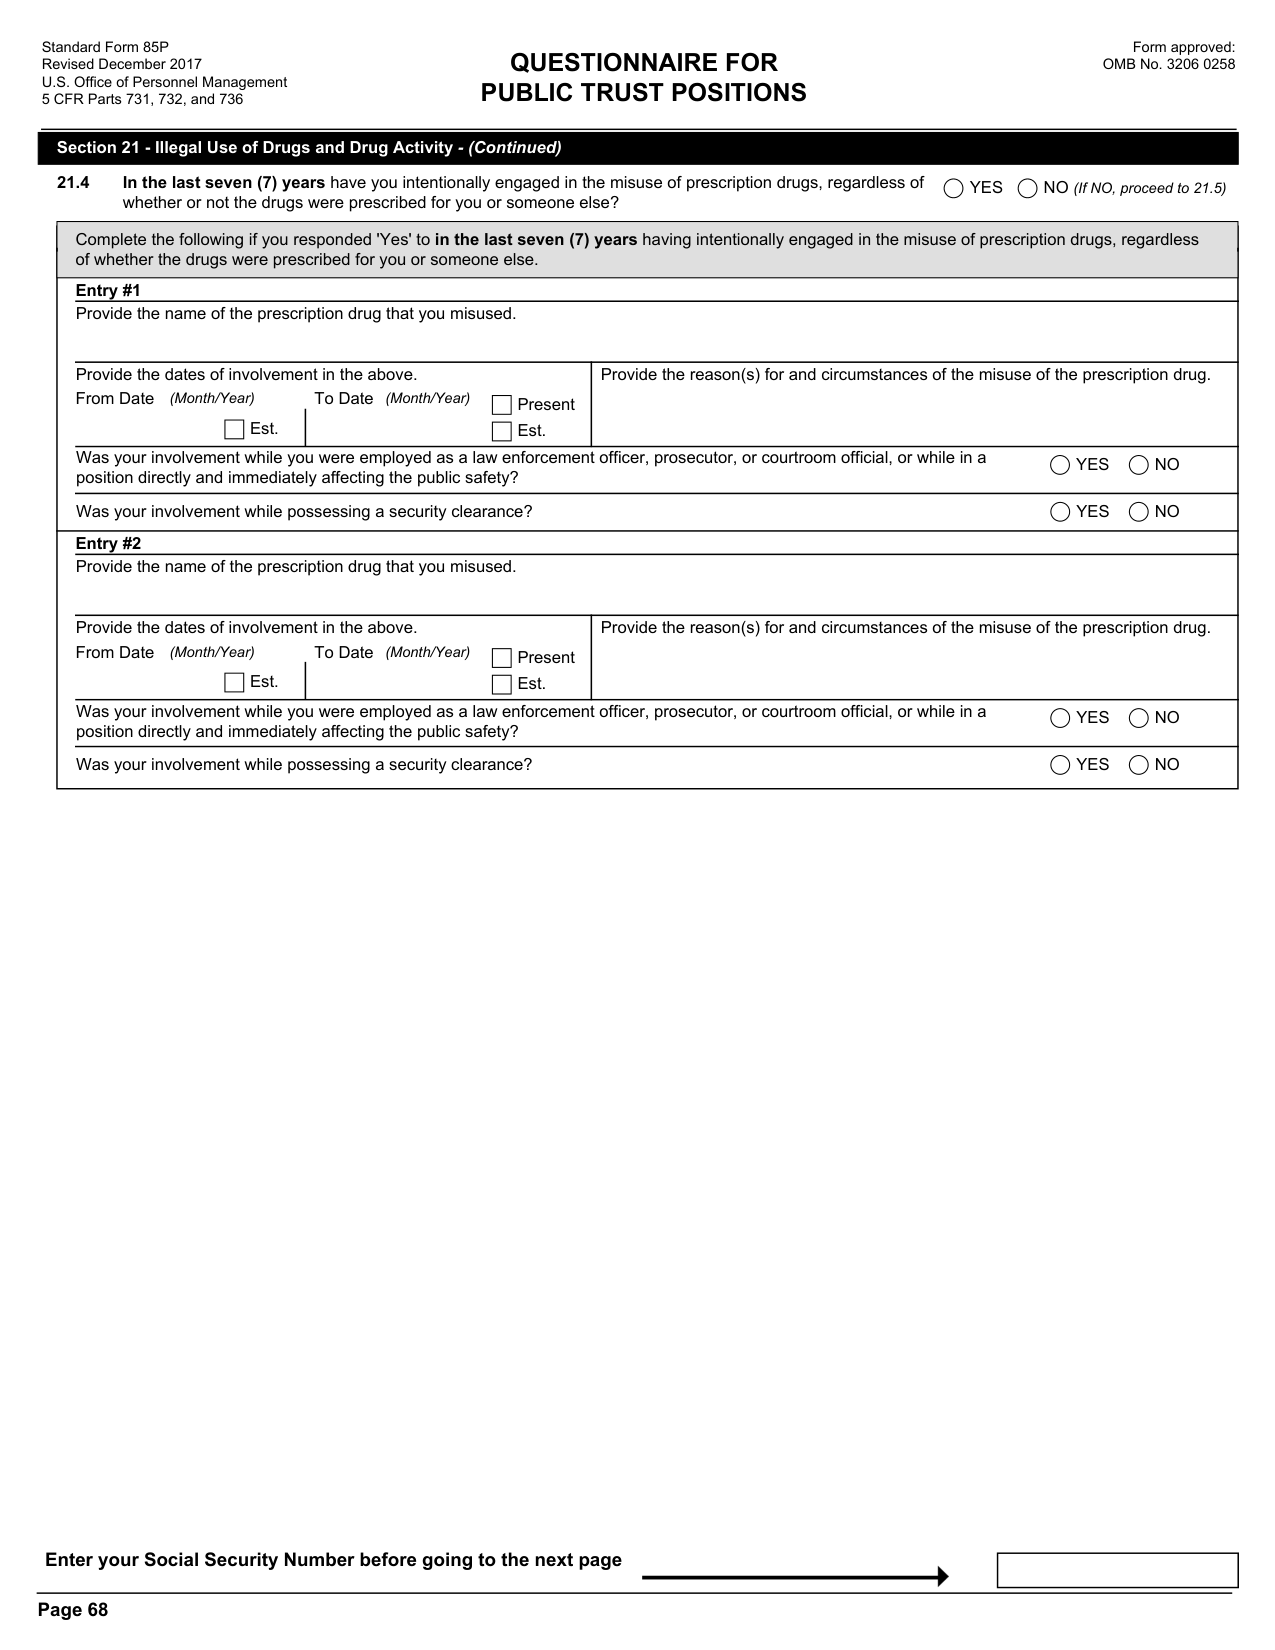 Standard Form 85P
Revised December 2017
U.S. Office of Personnel Management
5 CFR Parts 731, 732, and 736
QUESTIONNAIRE FOR
PUBLIC TRUST POSITIONS
Form approved:
OMB No. 3206 0258
Section 21 - Illegal Use of Drugs and Drug Activity - (Continued)
21.4 In the last seven (7) years have you intentionally engaged in the misuse of prescription drugs, regardless of
whether or not the drugs were prescribed for you or someone else?
YES NO (If NO, proceed to 21.5)
Complete the following if you responded 'Yes' to in the last seven (7) years having intentionally engaged in the misuse of prescription drugs, regardless
of whether the drugs were prescribed for you or someone else.
Entry #1
Provide the name of the prescription drug that you misused.
Provide the dates of involvement in the above.
From Date (Month/Year) To Date (Month/Year) Present
Est. Est.
Provide the reason(s) for and circumstances of the misuse of the prescription drug.
Was your involvement while you were employed as a law enforcement officer, prosecutor, or courtroom official, or while in a
position directly and immediately affecting the public safety?
YES NO
Was your involvement while possessing a security clearance? YES NO
Entry #2
Provide the name of the prescription drug that you misused.
Provide the dates of involvement in the above.
From Date (Month/Year) To Date (Month/Year) Present
Est. Est.
Provide the reason(s) for and circumstances of the misuse of the prescription drug.
Was your involvement while you were employed as a law enforcement officer, prosecutor, or courtroom official, or while in a
position directly and immediately affecting the public safety?
YES NO
Was your involvement while possessing a security clearance? YES NO
Enter your Social Security Number before going to the next page
Page 68